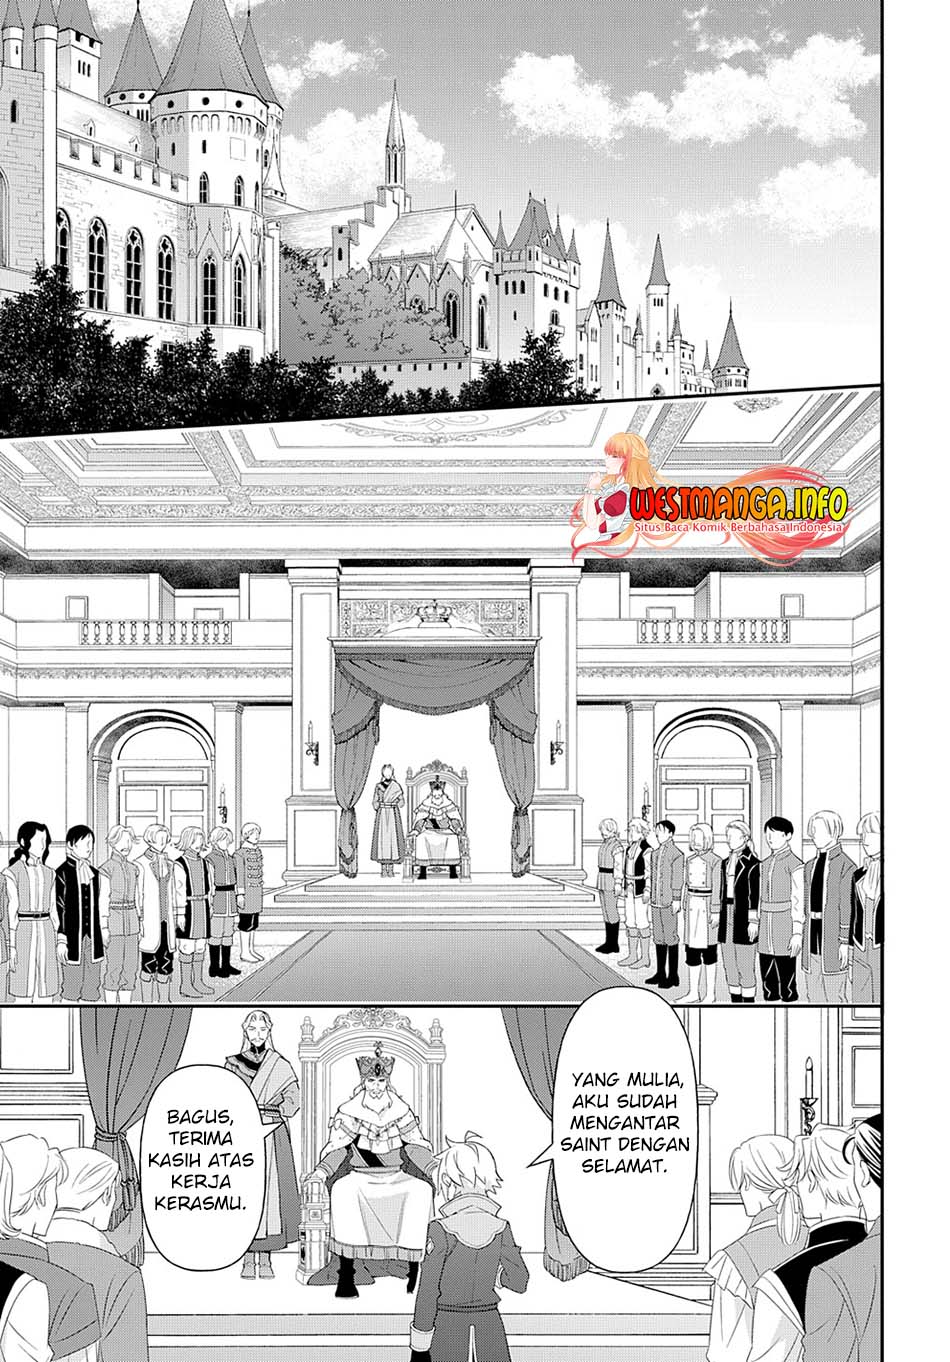 WESTMANGA.INFO
Situs Baca Komik Berbahasa Indonesia
YANG MULIA,
AKU SUDAH
MENGANTAR
SAINT DENGAN
SELAMAT.
BAGUS,
TERIMA
KASIH ATAS
KERJA
KERASMU.